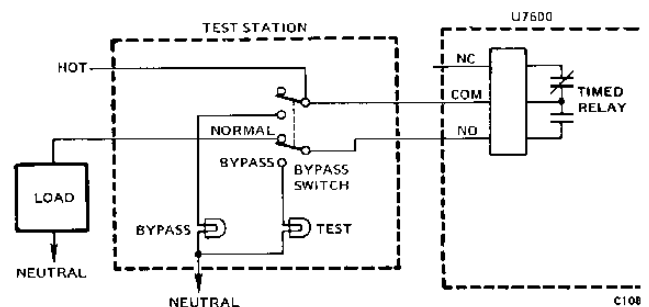 U7600
TEST STATION
HOT
NC
COM
TIMED
RELAY
NORMAL
NO
BYPASS
BYPASS
SWITCH
LOAD
BYPASS
TEST
NEUTRAL
NEUTRAL
C108